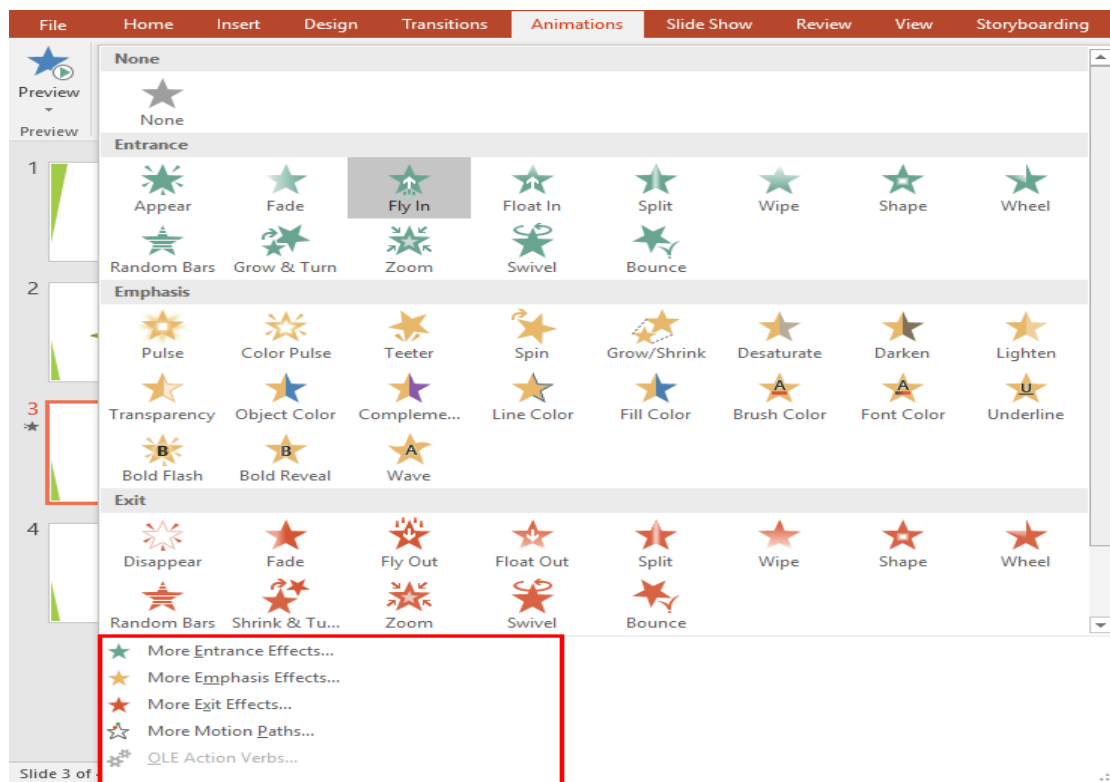 File Home Insert Design Transitions Animations Slide Show Review View Storyboarding
Preview
Preview
None
None
Entrance
Appear Fade Fly In Float In Split Wipe Shape Wheel
Random Bars Grow & Turn Zoom Swivel Bounce
Emphasis
Pulse Color Pulse Teeter Spin Grow/Shrink Desaturate Darken Lighten
Transparency Object Color Compleme... Line Color Fill Color Brush Color Font Color Underline
Bold Flash Bold Reveal Wave
Exit
Disappear Fade Fly Out Float Out Split Wipe Shape Wheel
Random Bars Shrink & Tu... Zoom Swivel Bounce
More Entrance Effects...
More Emphasis Effects...
More Exit Effects...
More Motion Paths...
OLE Action Verbs...
1
2
3
4
Slide 3 of